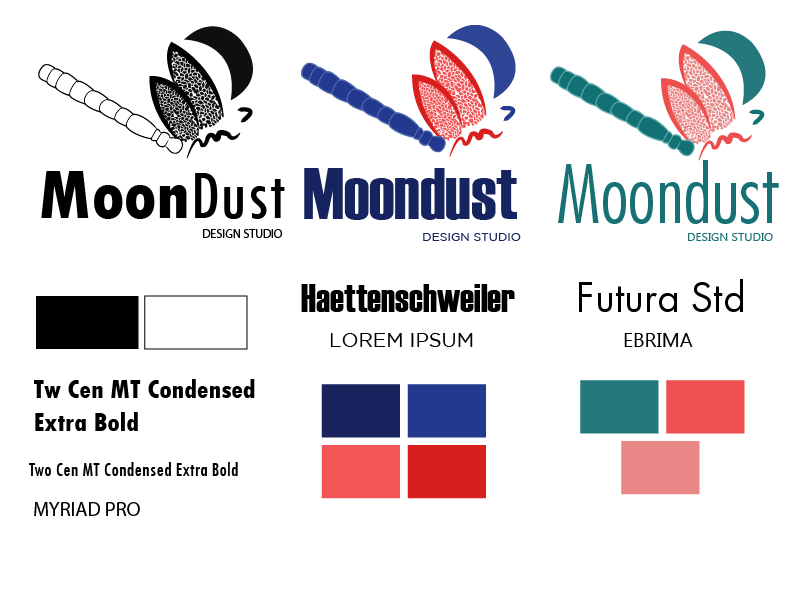 MoonDust
DESIGN STUDIO
Moondust
DESIGN STUDIO
Moondust
DESIGN STUDIO
Tw Cen MT Condensed
Extra Bold
Two Cen MT Condensed Extra Bold
MYRIAD PRO
Haettenschweiler
LOREM IPSUM
Futura Std
EBRIMA